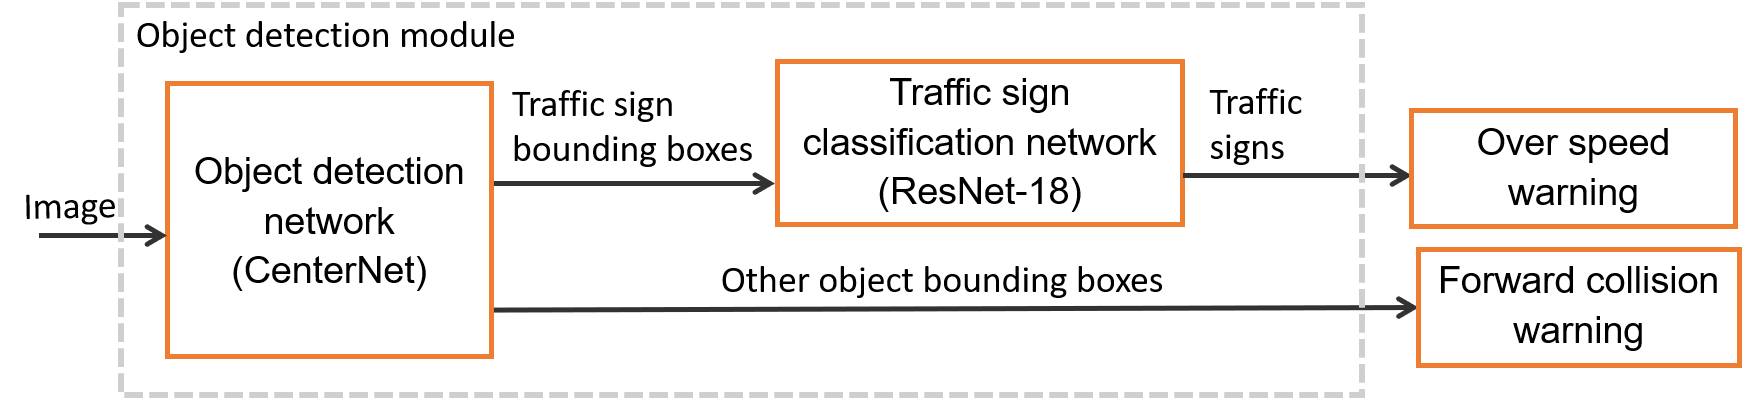 Object detection module
Image
Object detection
network
(CenterNet)
Traffic sign
bounding boxes
Traffic sign
classification network
(ResNet-18)
Traffic
signs
Over speed
warning
Other object bounding boxes
Forward collision
warning